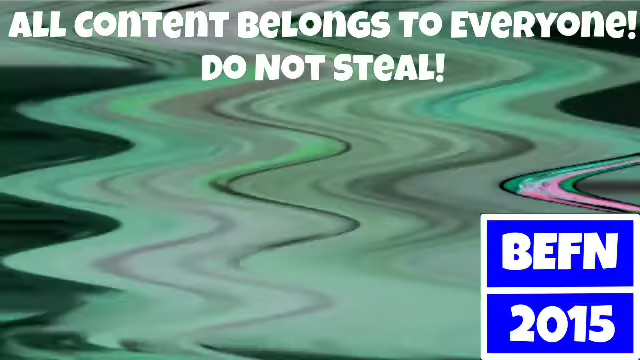 ALL CONTENT BELONGS TO EVERYONE!
DO NOT STEAL!
BEFN
2015